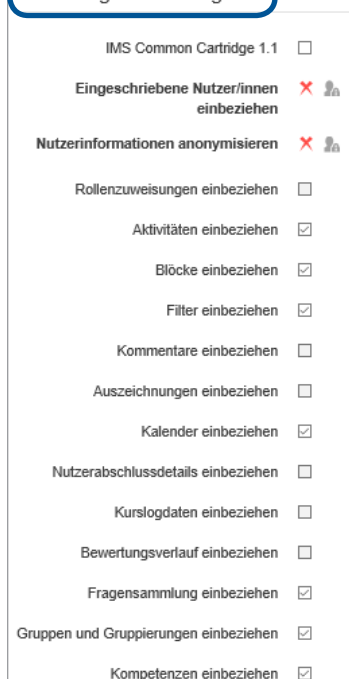 IMS Common Cartridge 1.1
Eingeschriebene Nutzer/innen
einbeziehen
Nutzerinformationen anonymisieren
Rollenzuweisungen einbeziehen
Aktivitäten einbeziehen
Blöcke einbeziehen
Filter einbeziehen
Kommentare einbeziehen
Auszeichnungen einbeziehen
Kalender einbeziehen
Nutzerabschlussdetails einbeziehen
Kurslogdaten einbeziehen
Bewertungsverlauf einbeziehen
Fragensammlung einbeziehen
Gruppen und Gruppierungen einbeziehen
Kompetenzen einbeziehen